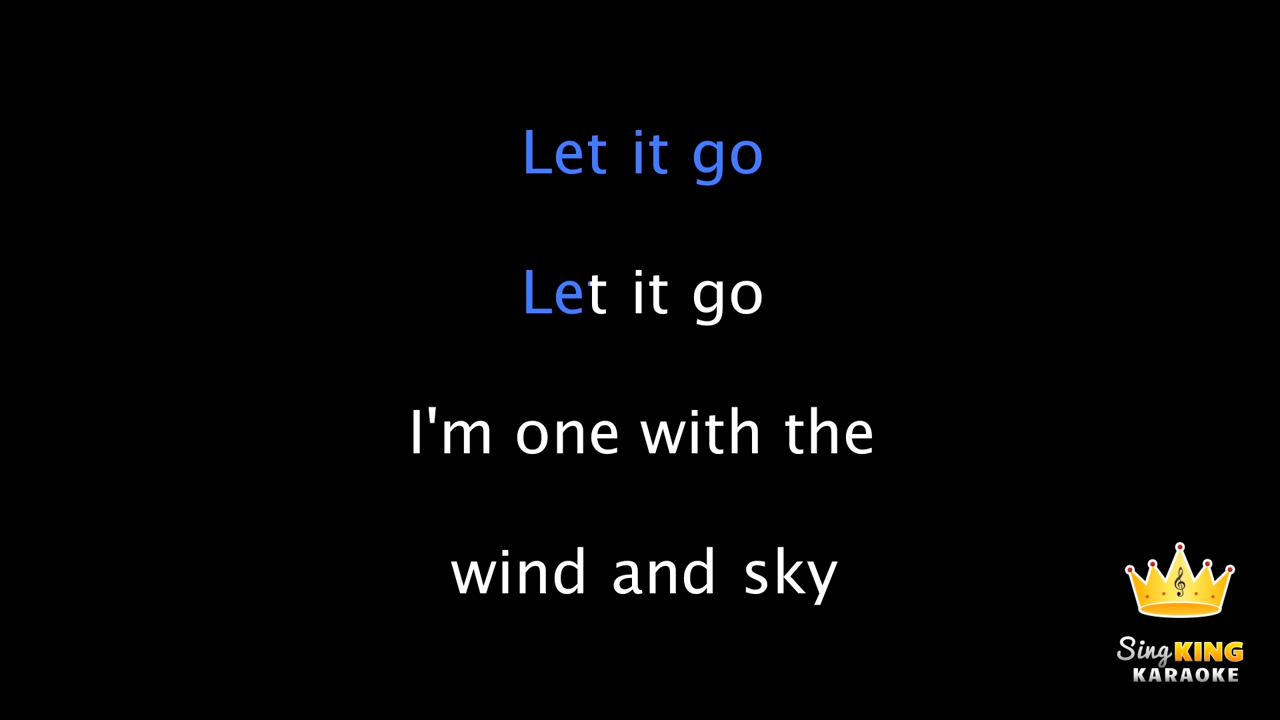 Let it go
Let it go
I'm one with the
wind and sky
Sing KING
KARAOKE